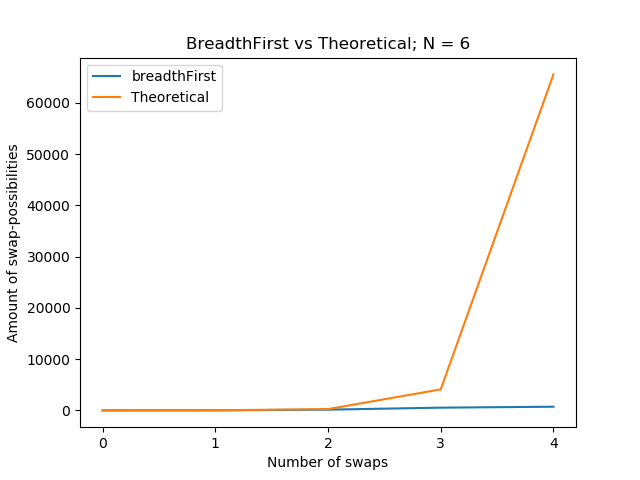 BreadthFirst vs Theoretical; N = 6
breadthFirst
Theoretical
Amount of swap-possibilities
60000
50000
40000
30000
20000
10000
0
0 1 2 3 4
Number of swaps